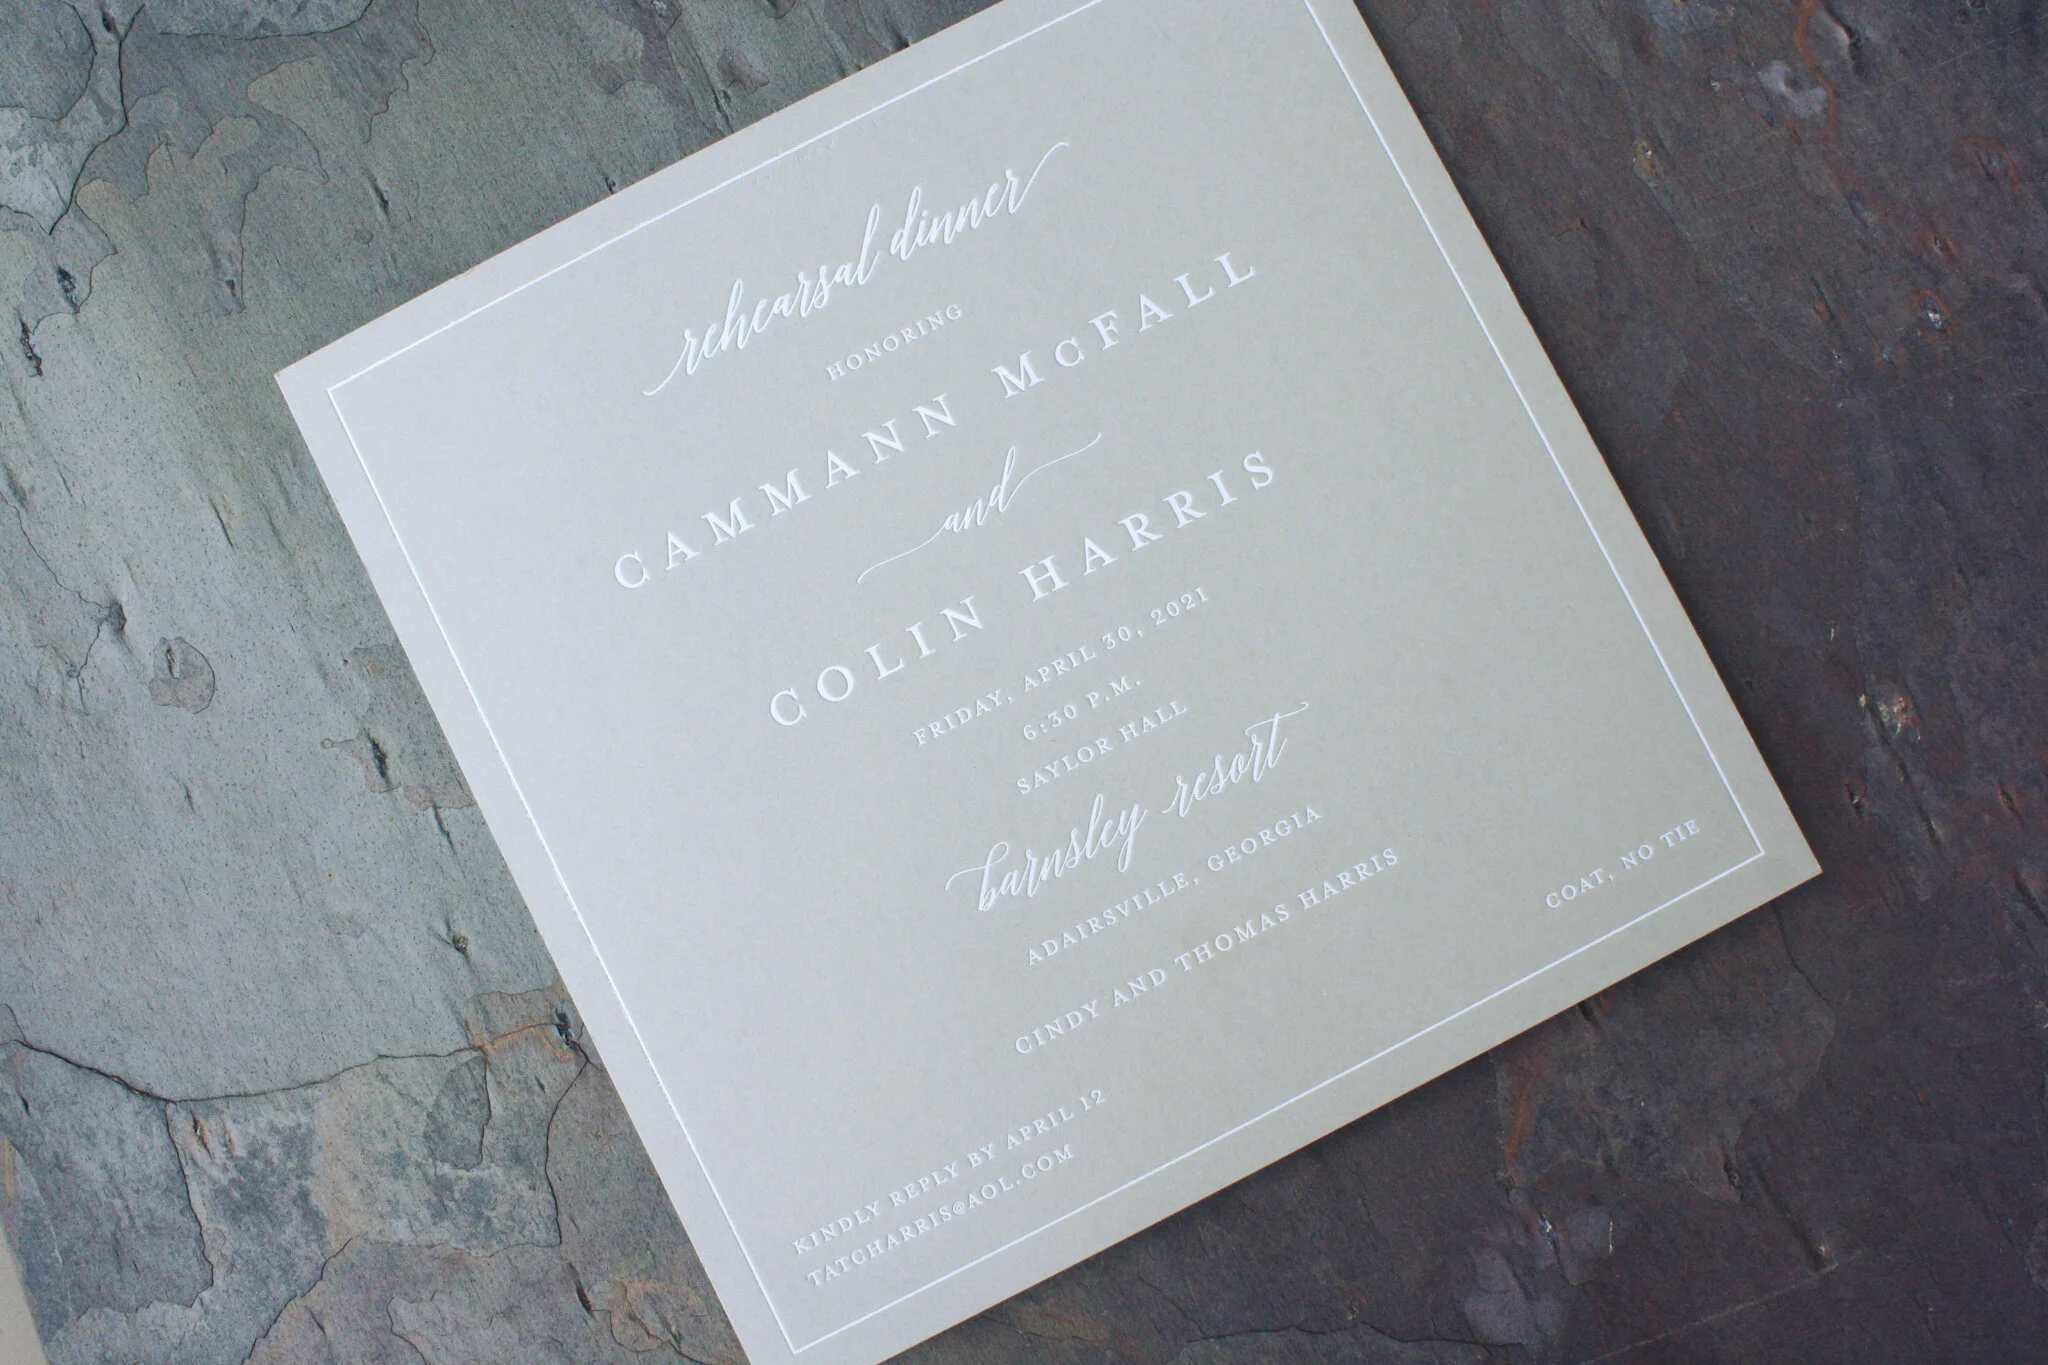 rehearsal dinner
HONORING
CAMMANN McFALL
and
COLIN HARRIS
FRIDAY, APRIL 30, 2021
6:30 P.M.
SAYLOR HALL
barnsley resort
ADAIRSVILLE, GEORGIA
CINDY AND THOMAS HARRIS
KINDLY REPLY BY APRIL 12
TATCHARRIS@AOL.COM
COAT, NO TIE